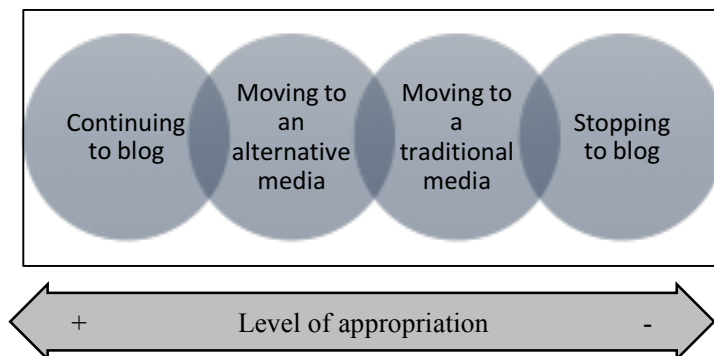 Continuing
to blog
Moving to
an
alternative
media
Moving to
a
traditional
media
Stopping
to blog
+ Level of appropriation -